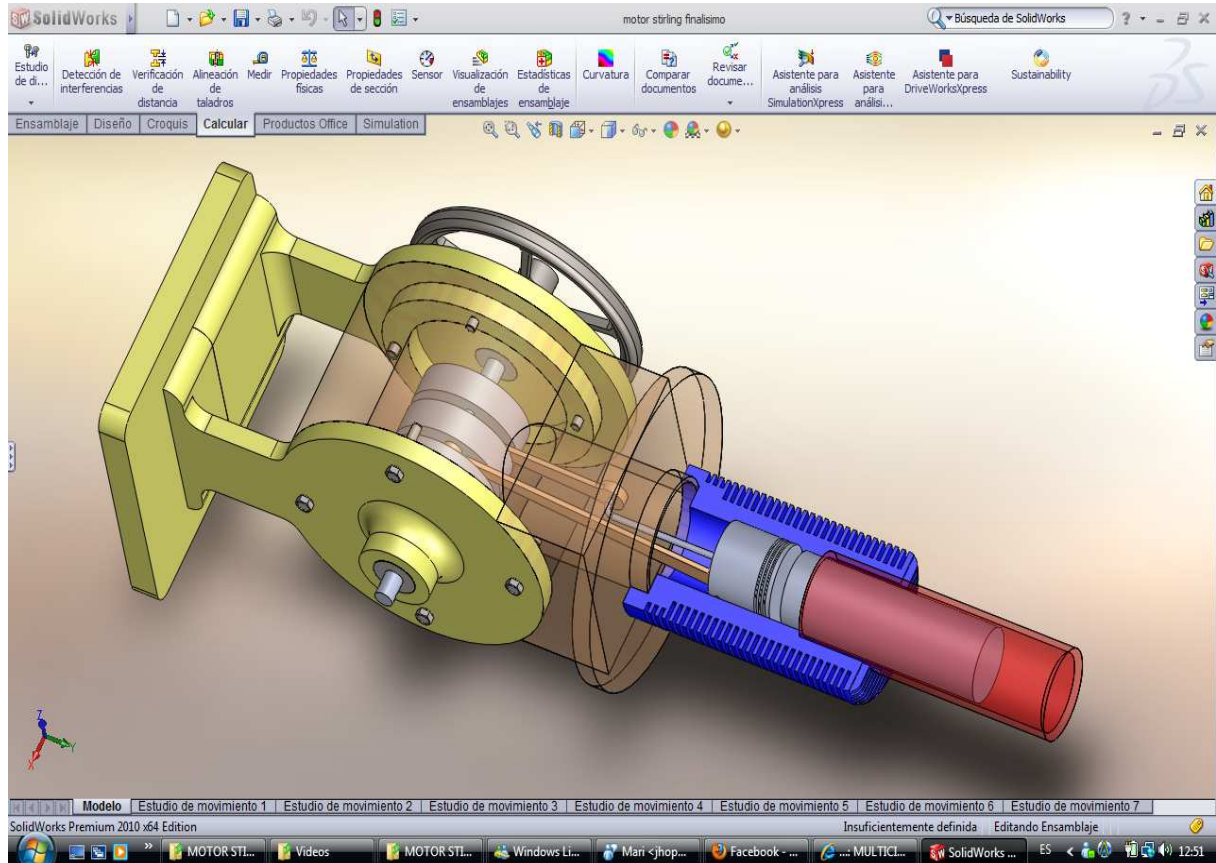 SolidWorks
motor stirling finalisimo
Búsqueda de SolidWorks
Estudio de di...
Detección de interferencias
Verificación de distancia
Alineación de taladros
Medir
Propiedades físicas
Propiedades de sección
Sensor
Visualización de ensamblajes
Estadísticas de ensamblaje
Curvatura
Comparar documentos
Revisar docume...
Asistente para análisis SimulationXpress
Asistente para análisi...
Asistente para DriveWorksXpress
Sustainability
Ensamblaje Diseño Croquis Calcular Productos Office Simulation
Z
Y
X
Modelo Estudio de movimiento 1 Estudio de movimiento 2 Estudio de movimiento 3 Estudio de movimiento 4 Estudio de movimiento 5 Estudio de movimiento 6 Estudio de movimiento 7
SolidWorks Premium 2010 x64 Edition Insuficientemente definida Editando Ensamblaje
MOTOR STI... Videos MOTOR STI... Windows Li... Mari <jhop... Facebook - ... ...: MULTICI... SolidWorks ... ES 12:51